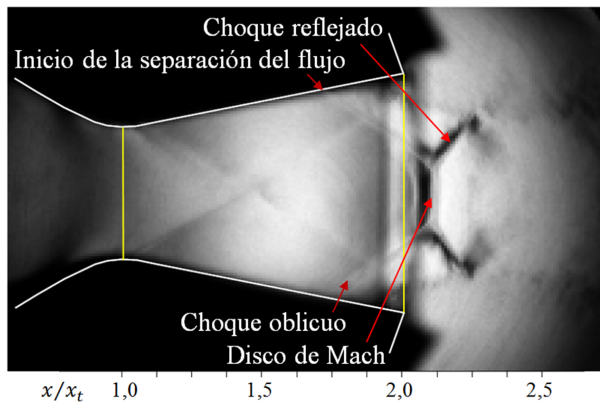 Choque reflejado
Inicio de la separación del flujo
Choque oblicuo
Disco de Mach
x/xₜ 1,0 1,5 2,0 2,5